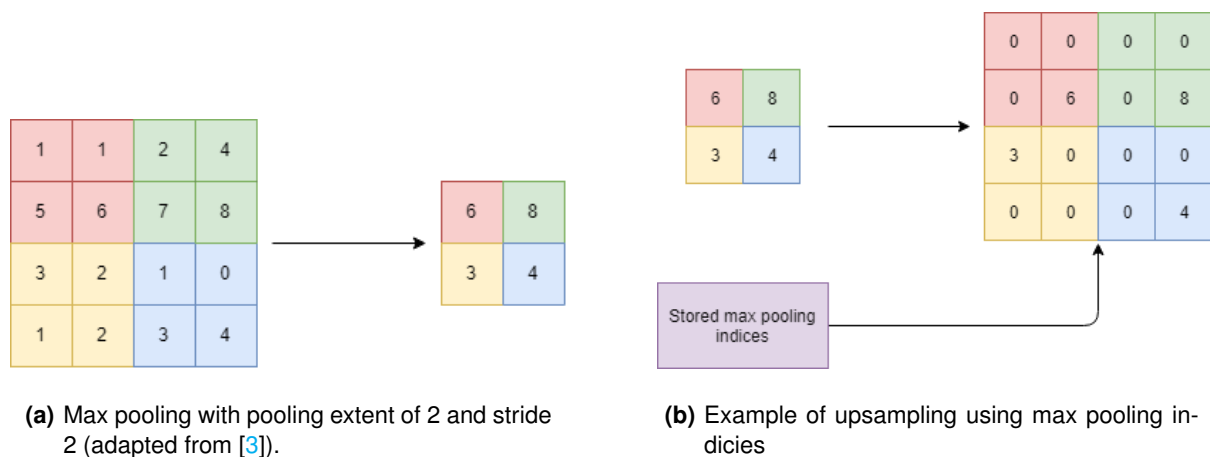 1 1 2 4
5 6 7 8
3 2 1 0
1 2 3 4
6 8
3 4
(a) Max pooling with pooling extent of 2 and stride
2 (adapted from [3]).
6 8
3 4
Stored max pooling
indices
0 0 0 0
0 6 0 8
3 0 0 0
0 0 0 4
(b) Example of upsampling using max pooling in-
dicies